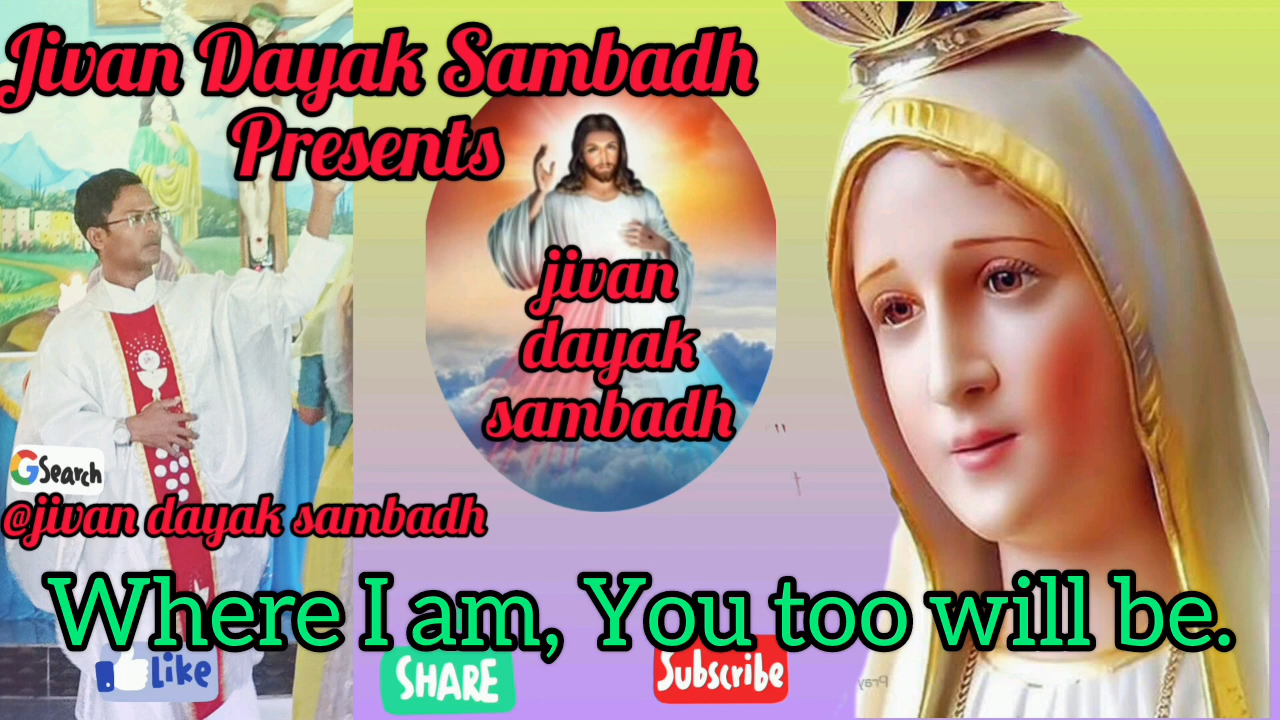 Jivan Dayak Sambadh
Presents
jivan
dayak
sambadh
GSearch
@jivan dayak sambadh
Where I am, You too will be.
Like
SHARE
Subscribe
Pray